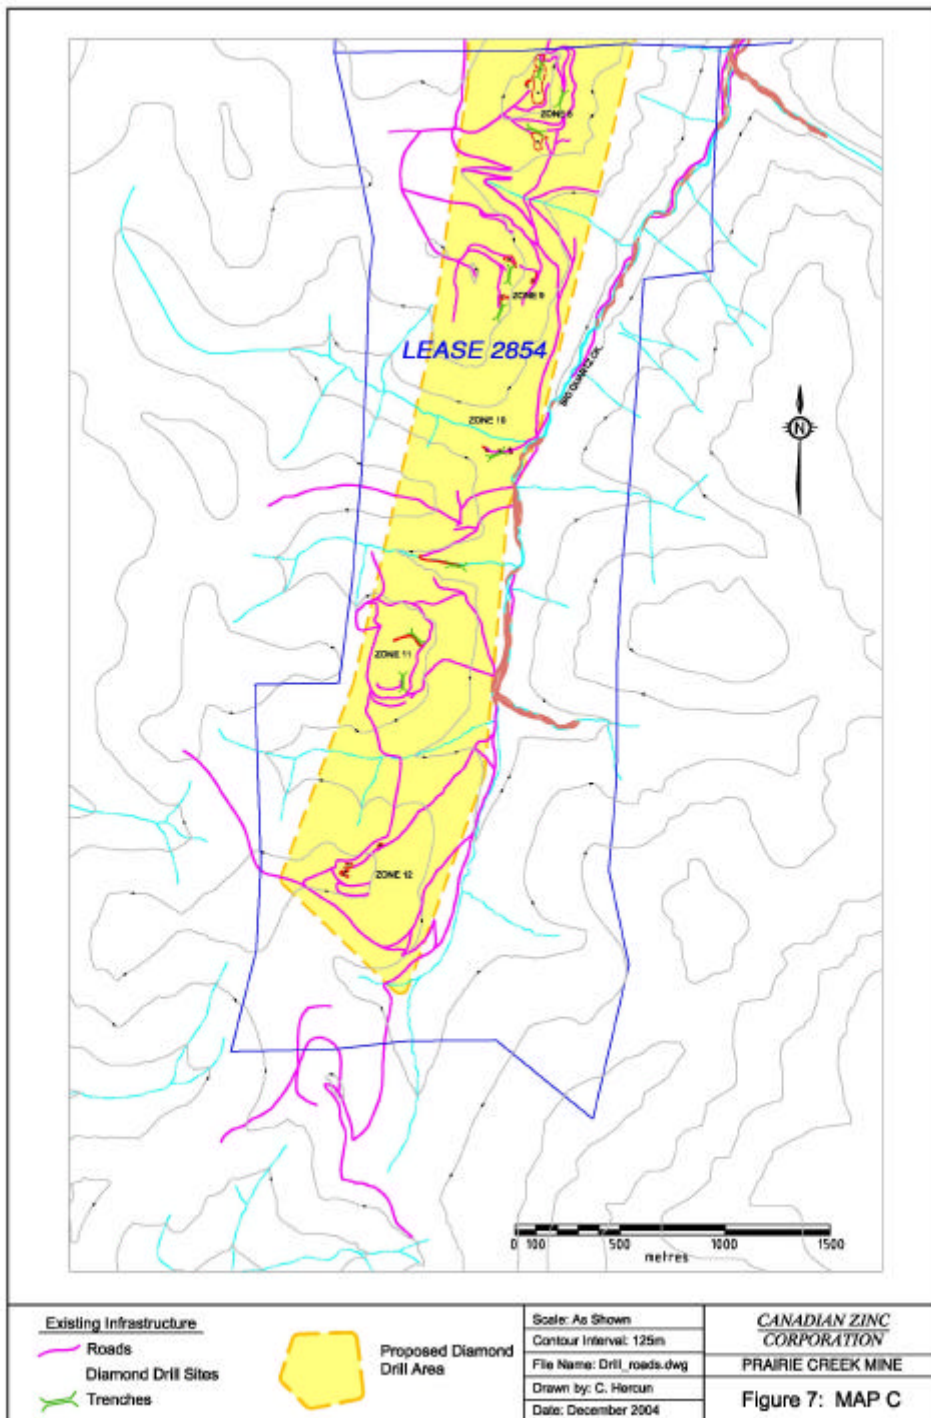 ZONE 8
ZONE 9
LEASE 2854
BIG QUARTZ CK.
ZONE 10
N
ZONE 11
ZONE 12
0 100 500 1000 1500
metres
Existing Infrastructure
Roads
Diamond Drill Sites
Trenches
Proposed Diamond
Drill Area
Scale: As Shown
Contour Interval: 125m
File Name: Drill_roads.dwg
Drawn by: C. Hercun
Date: December 2004
CANADIAN ZINC
CORPORATION
PRAIRIE CREEK MINE
Figure 7: MAP C